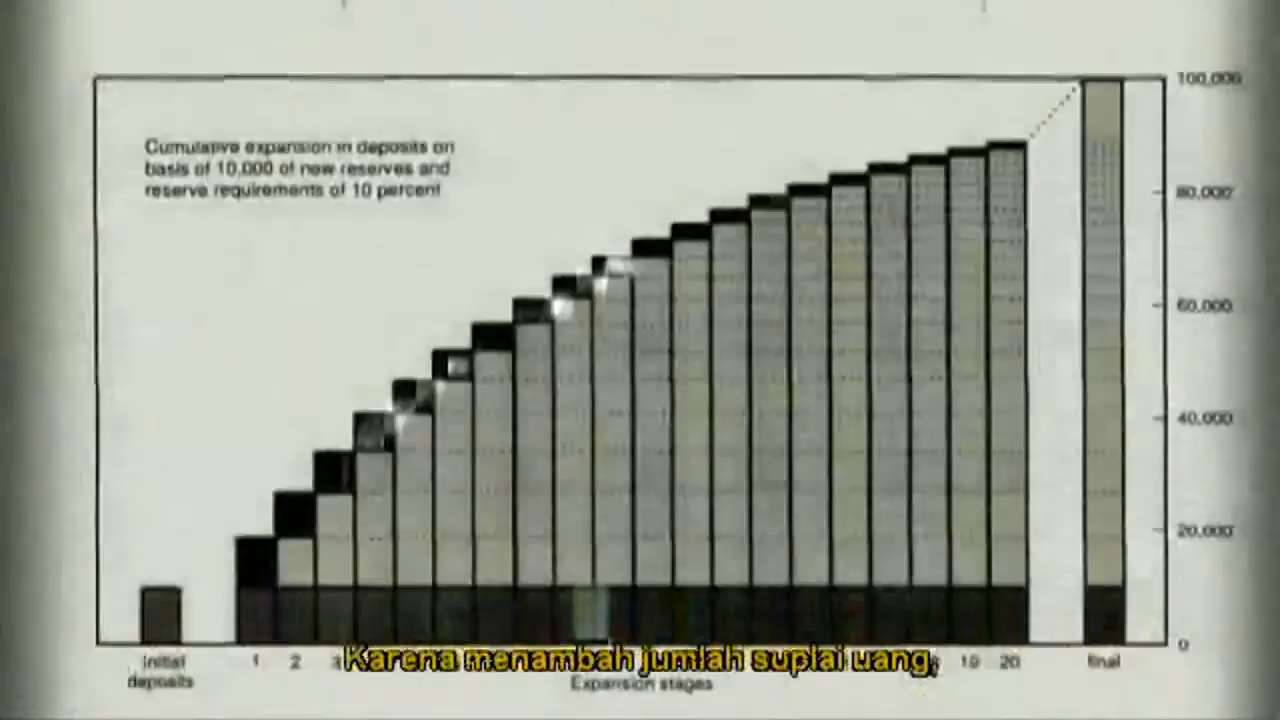 Cumulative expansion in deposits on
basis of 10,000 of new reserves and
reserve requirements of 10 percent
100,000
80,000
60,000
40,000
20,000
0
Initial
deposits
1 2 3 19 20 final
Karena menambah jumlah suplai uang,
Expansion stages